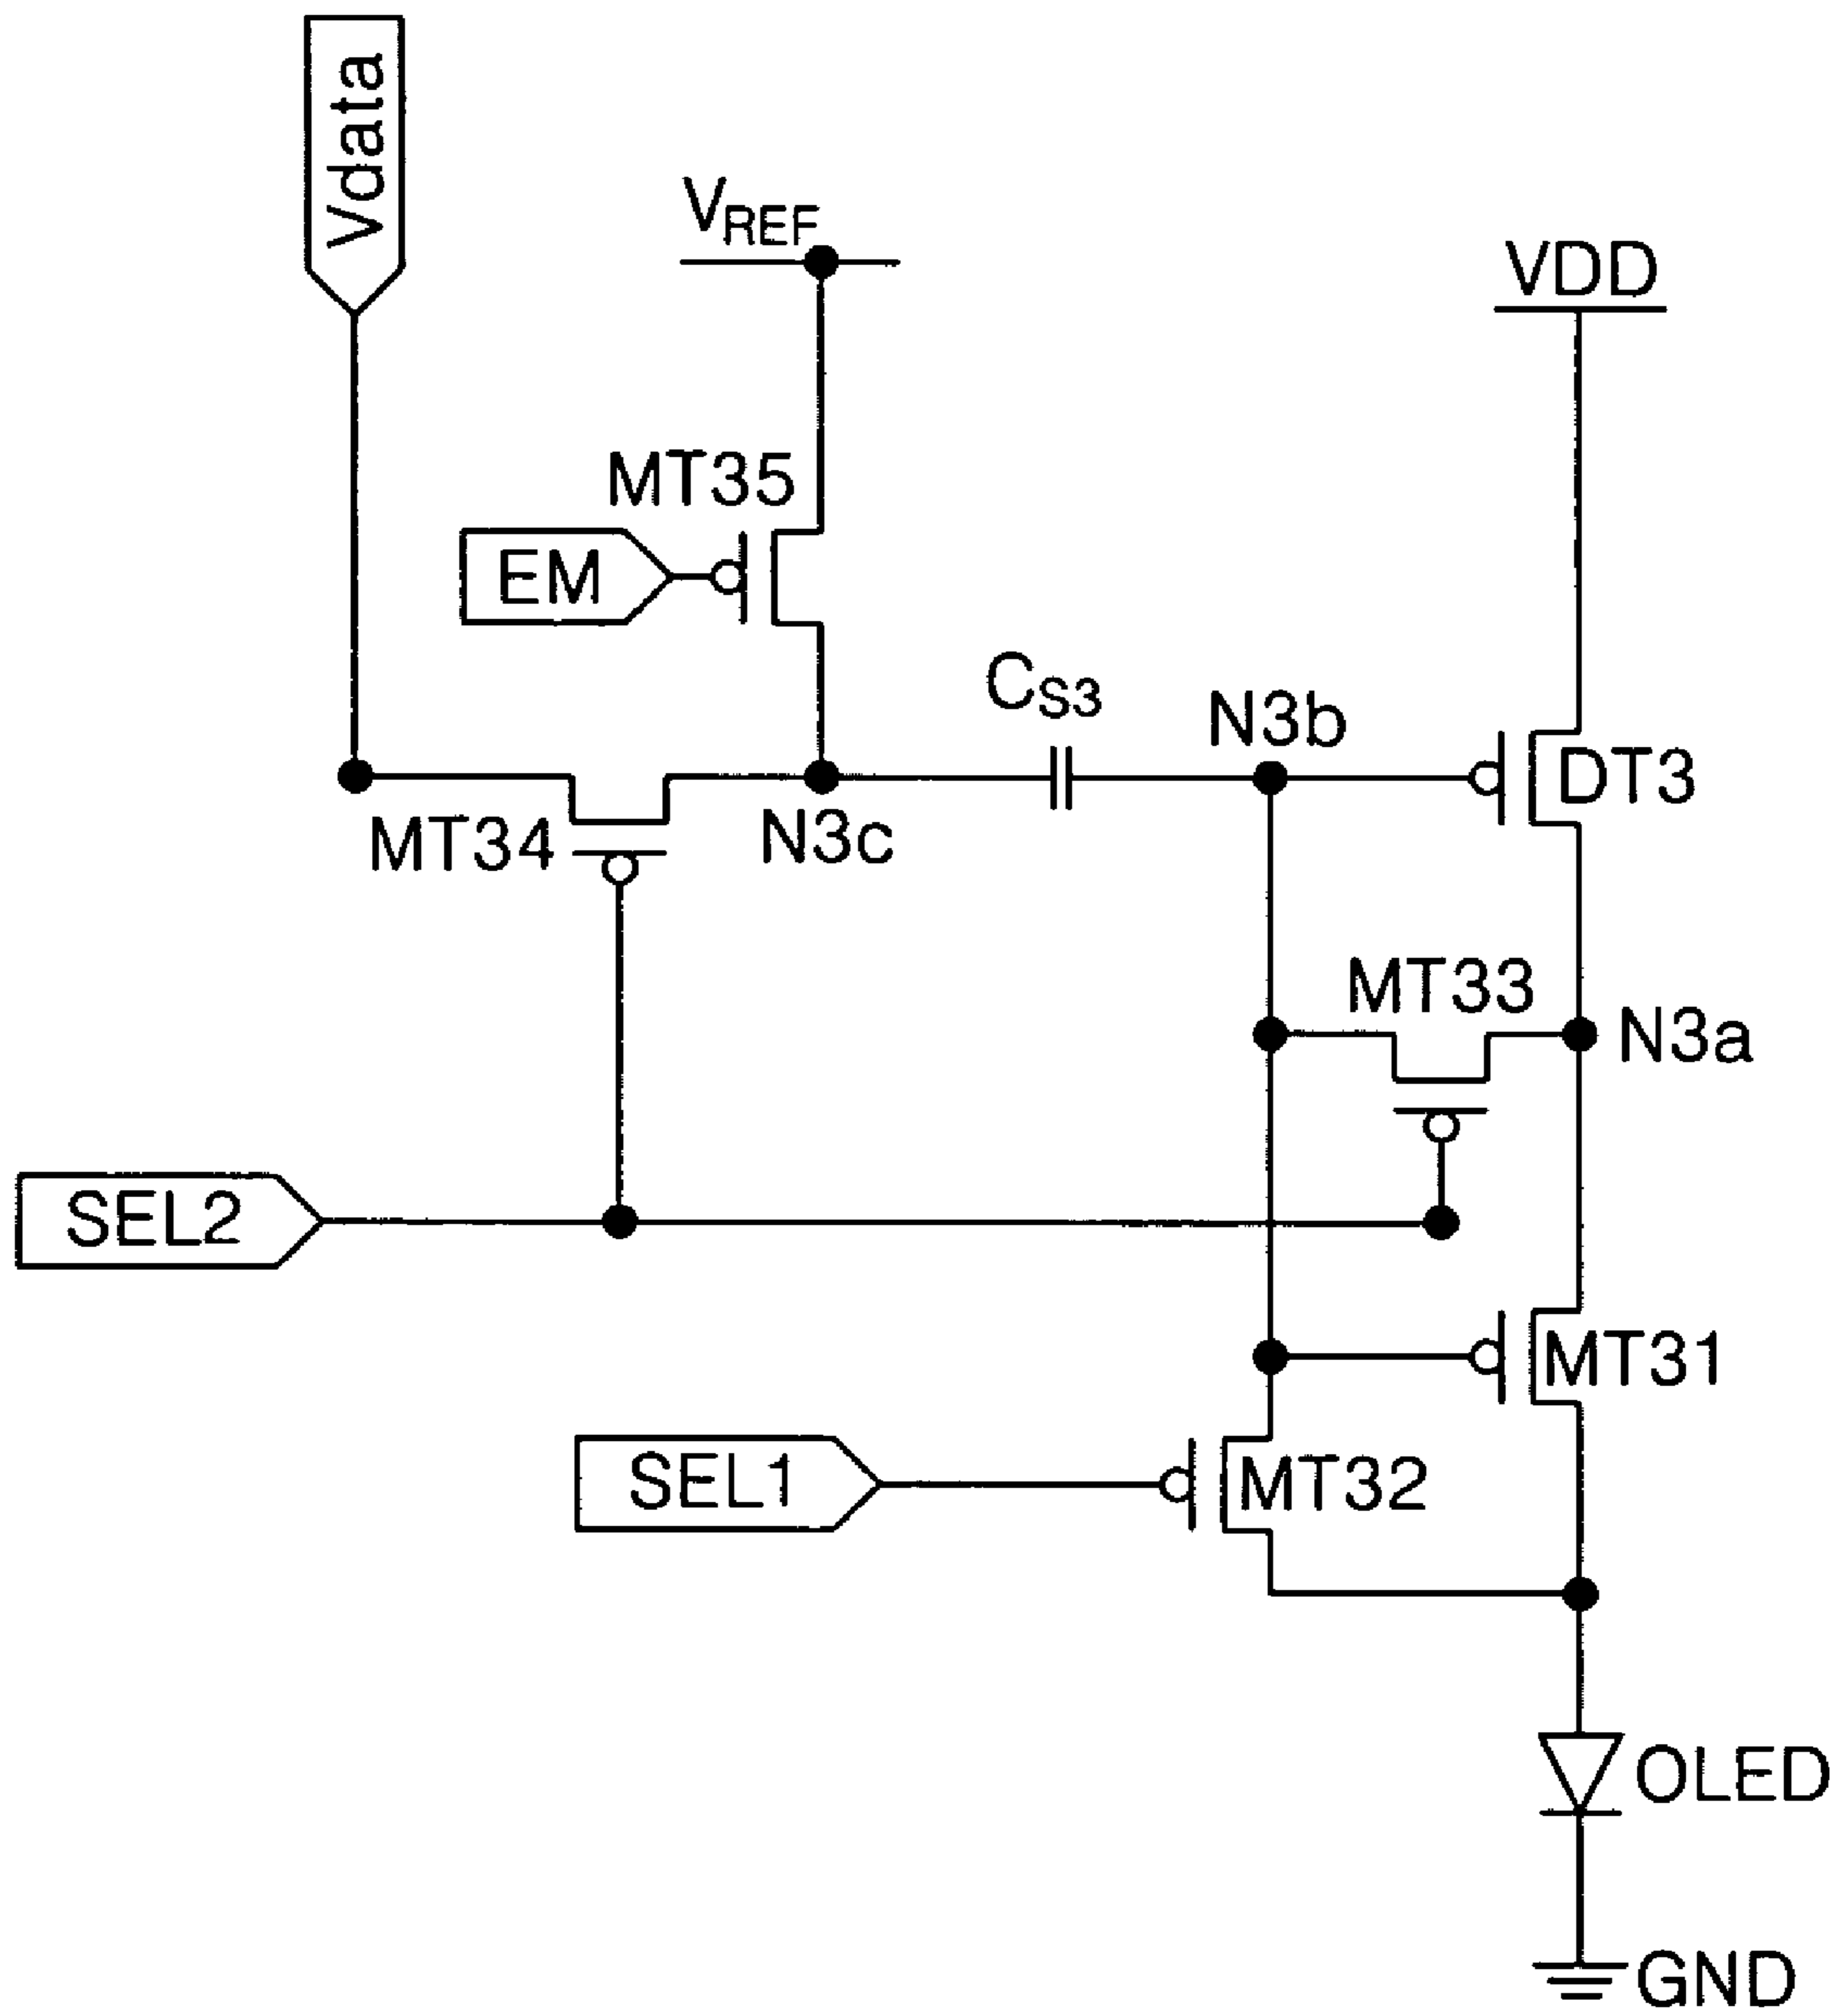 Vdata
VREF
VDD
MT35
EM
CS3
N3b
DT3
MT34
N3c
MT33
N3a
SEL2
MT31
SEL1
MT32
OLED
GND